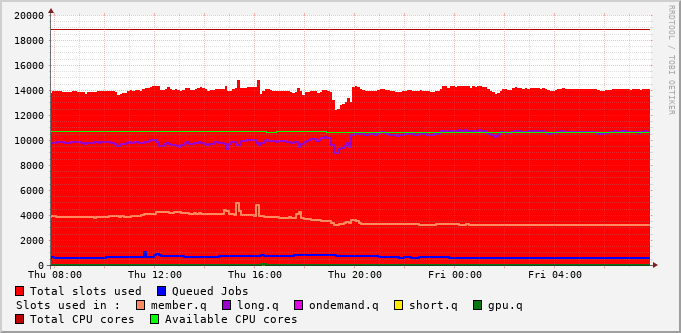 20000
18000
16000
14000
12000
10000
8000
6000
4000
2000
0
Thu 08:00 Thu 12:00 Thu 16:00 Thu 20:00 Fri 00:00 Fri 04:00
Total slots used Queued Jobs
Slots used in : member.q long.q ondemand.q short.q gpu.q
Total CPU cores Available CPU cores
RRDTOOL / TOBI OETIKER